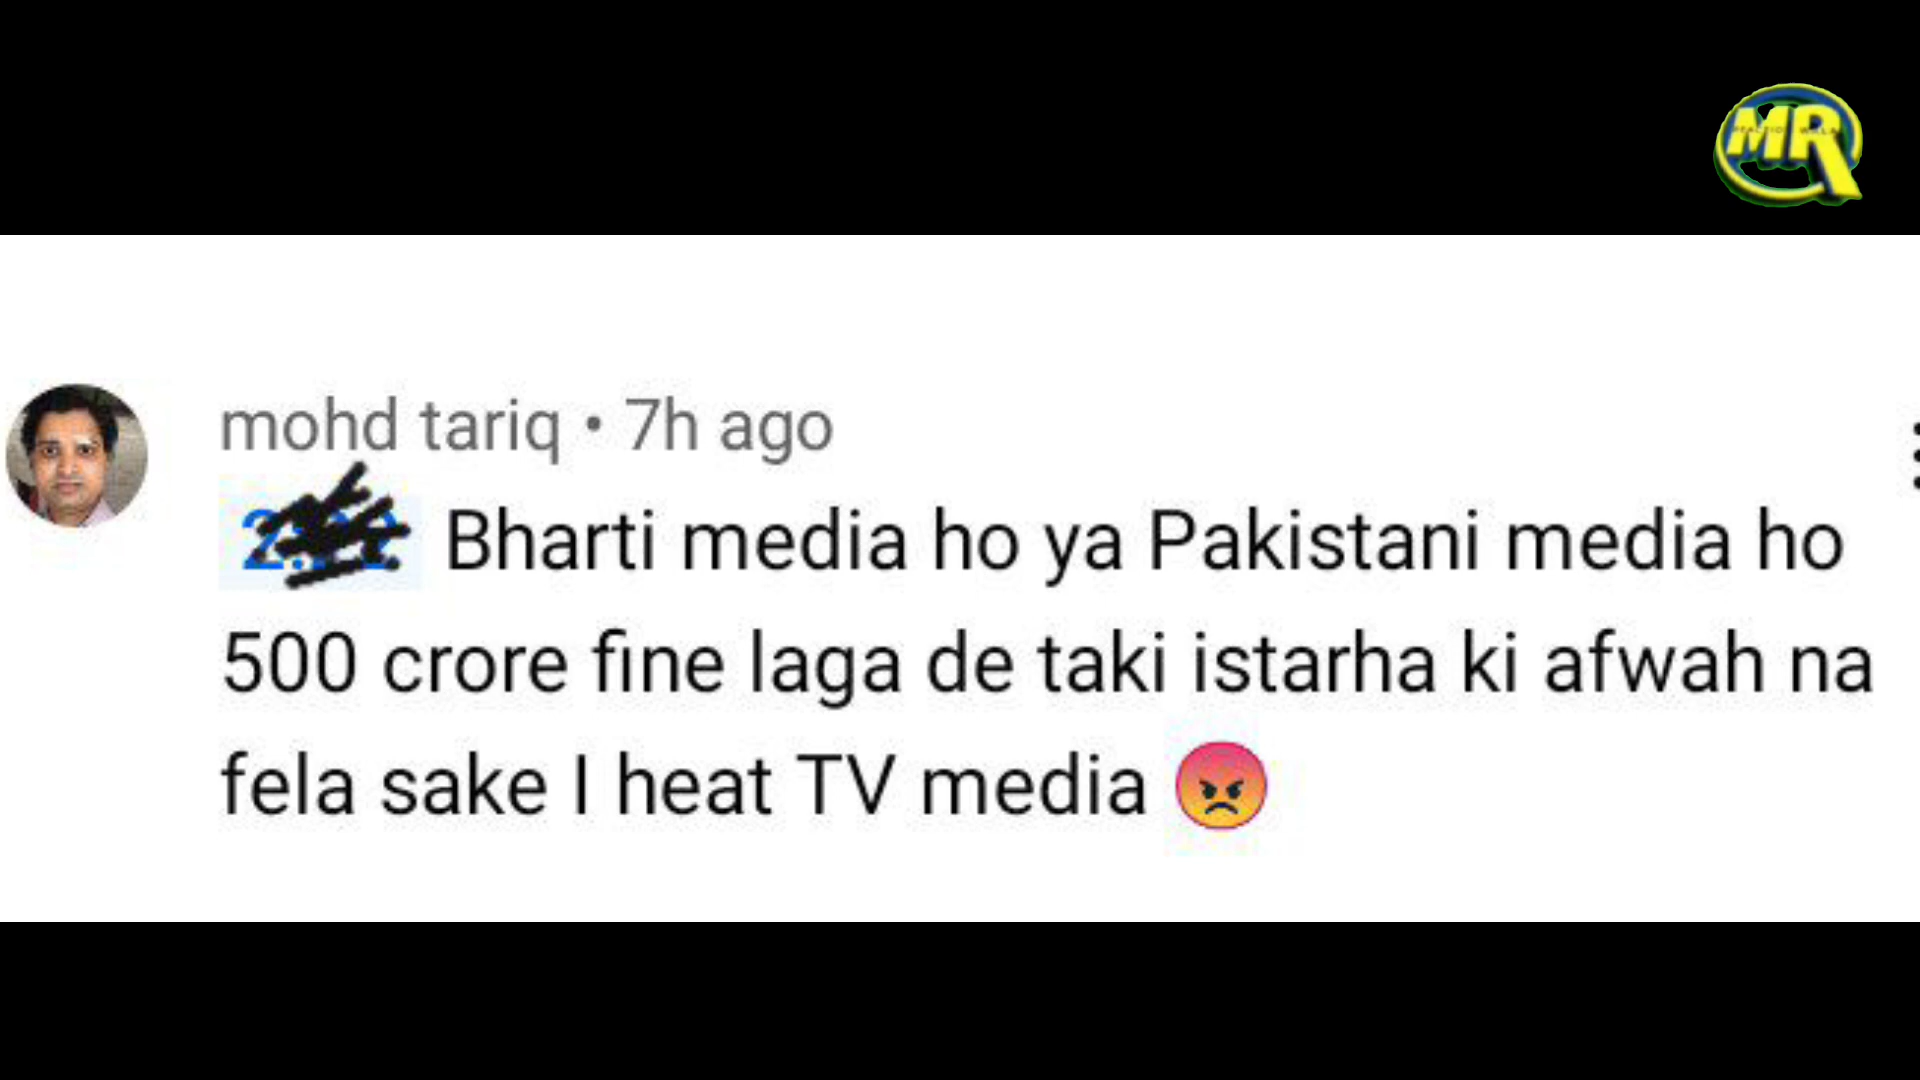 MR
mohd tariq • 7h ago
Bharti media ho ya Pakistani media ho
500 crore fine laga de taki istarha ki afwah na
fela sake I heat TV media 😡